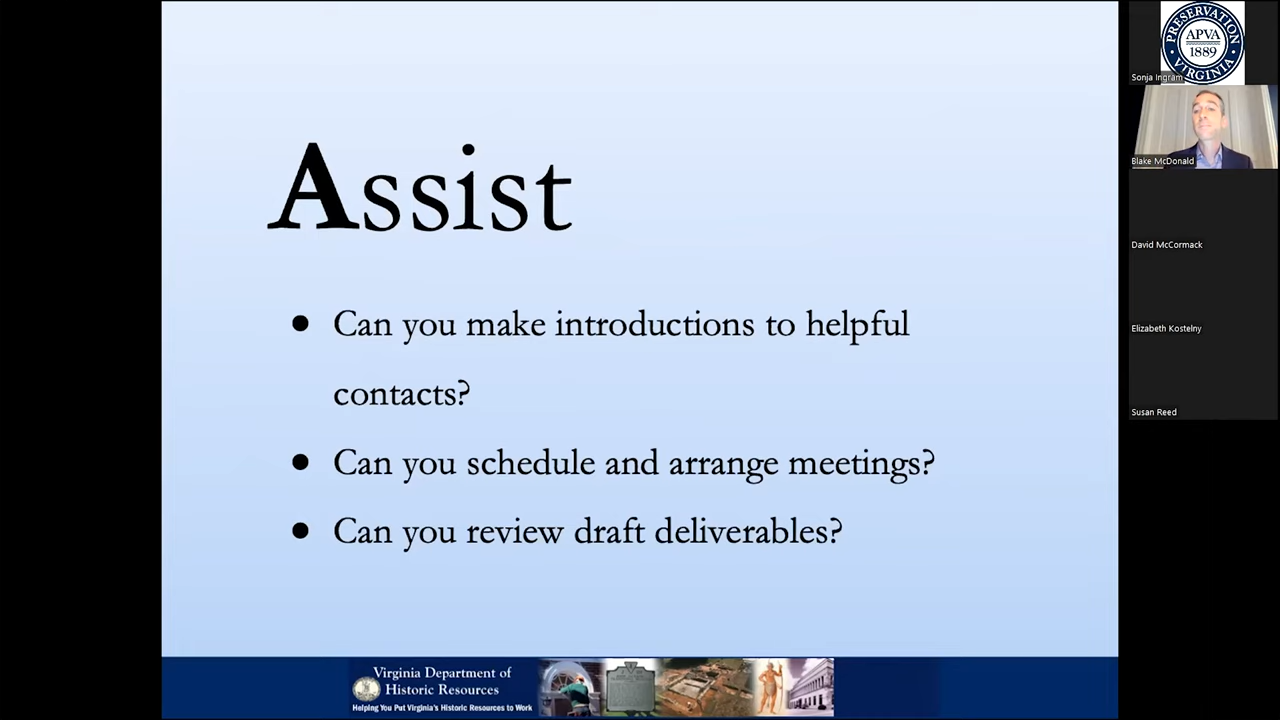 Assist
● Can you make introductions to helpful
contacts?
● Can you schedule and arrange meetings?
● Can you review draft deliverables?
Virginia Department of
Historic Resources
Helping You Put Virginia's Historic Resources to Work
PRESERVATION
APVA
1889
VIRGINIA
Sonja Ingram
Blake McDonald
David McCormack
Elizabeth Kostelny
Susan Reed